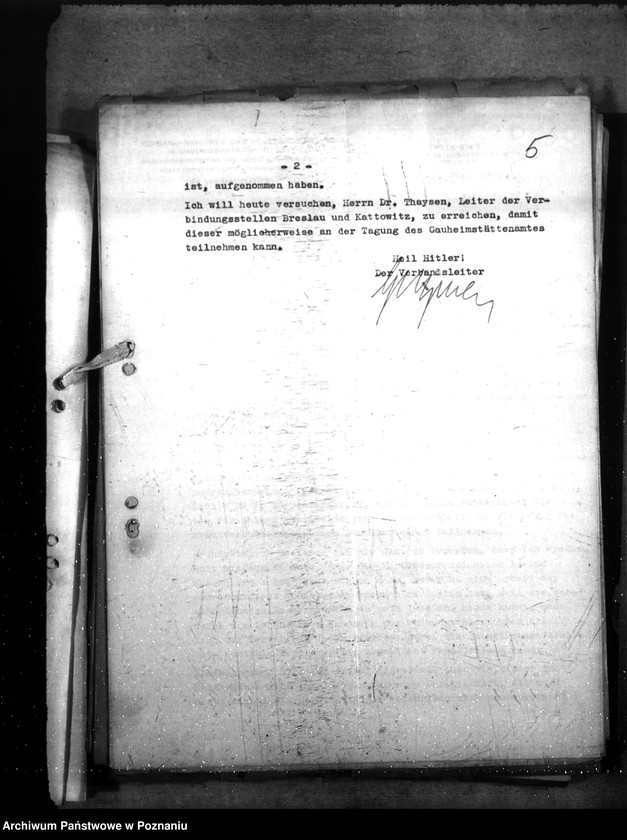 5
- 2 -
ist, aufgenommen haben.
Ich will heute versuchen, Herrn Dr. Thaysen, Leiter der Ver-
bindungsstellen Breslau und Kattowitz, zu erreichen, damit
dieser möglicherweise an der Tagung des Gauheimstättenamtes
teilnehmen kann.
Heil Hitler!
Der Verbandsleiter
Archiwum Państwowe w Poznaniu